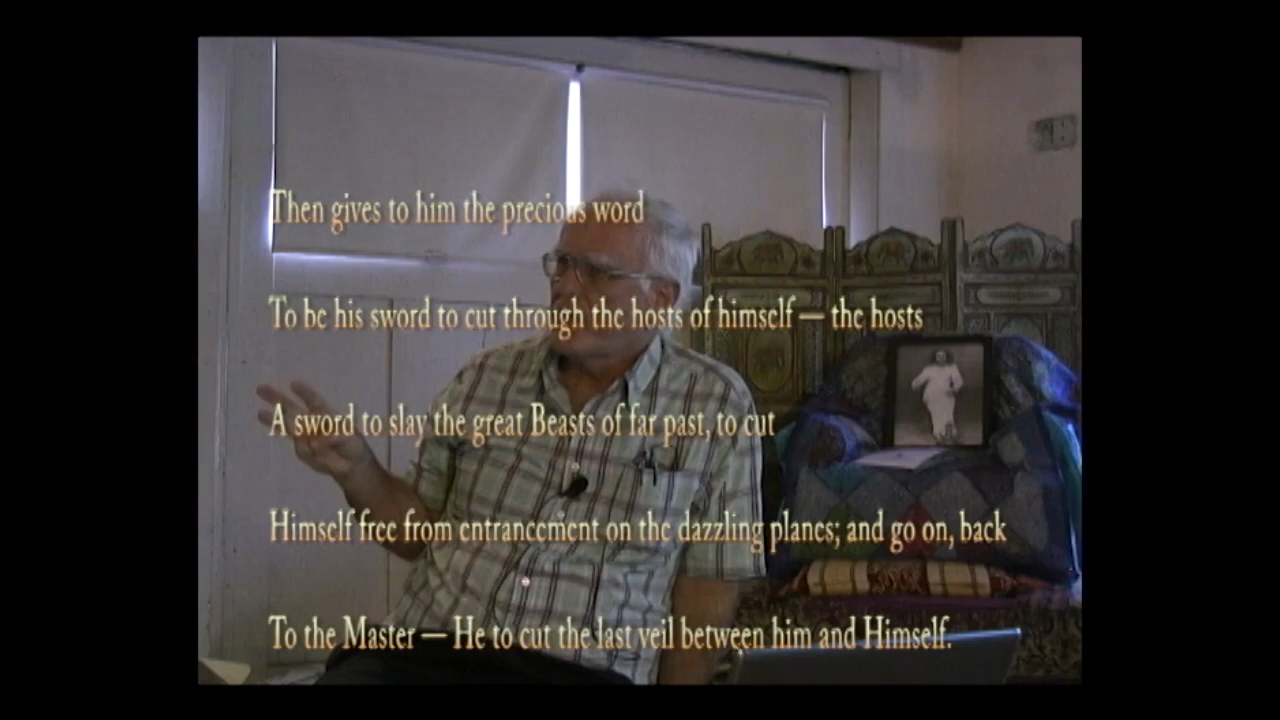 Then gives to him the precious word
To be his sword to cut through the hosts of himself — the hosts
A sword to slay the great Beasts of far past, to cut
Himself free from entrancement on the dazzling planes; and go on, back
To the Master — He to cut the last veil between him and Himself.